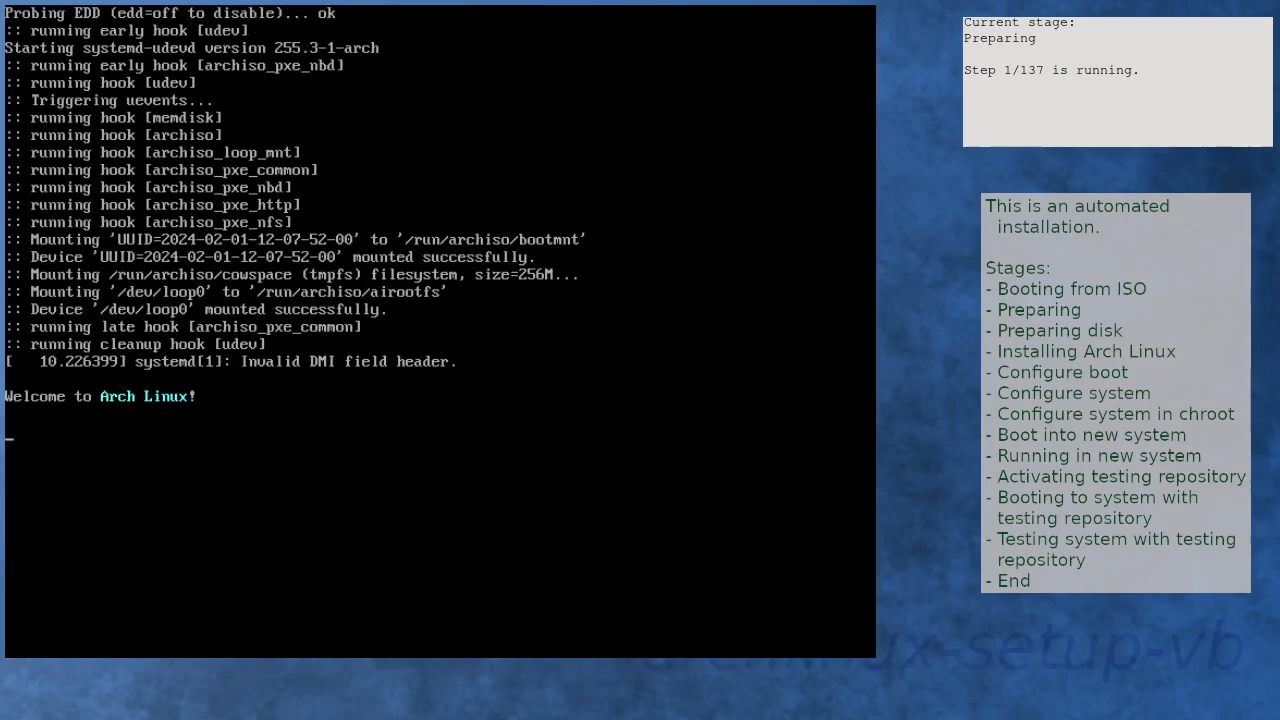 Probing EDD (edd=off to disable)... ok
:: running early hook [udev]
Starting systemd-udevd version 255.3-1-arch
:: running early hook [archiso_pxe_nbd]
:: running hook [udev]
:: Triggering uevents...
:: running hook [memdisk]
:: running hook [archiso]
:: running hook [archiso_loop_mnt]
:: running hook [archiso_pxe_common]
:: running hook [archiso_pxe_nbd]
:: running hook [archiso_pxe_http]
:: running hook [archiso_pxe_nfs]
:: Mounting 'UUID=2024-02-01-12-07-52-00' to '/run/archiso/bootmnt'
:: Device 'UUID=2024-02-01-12-07-52-00' mounted successfully.
:: Mounting /run/archiso/cowspace (tmpfs) filesystem, size=256M...
:: Mounting '/dev/loop0' to '/run/archiso/airootfs'
:: Device '/dev/loop0' mounted successfully.
:: running late hook [archiso_pxe_common]
:: running cleanup hook [udev]
[   10.226399] systemd[1]: Invalid DMI field header.
Welcome to Arch Linux!
Current stage:
Preparing
Step 1/137 is running.
This is an automated
installation.
Stages:
- Booting from ISO
- Preparing
- Preparing disk
- Installing Arch Linux
- Configure boot
- Configure system
- Configure system in chroot
- Boot into new system
- Running in new system
- Activating testing repository
- Booting to system with
testing repository
- Testing system with testing
repository
- End